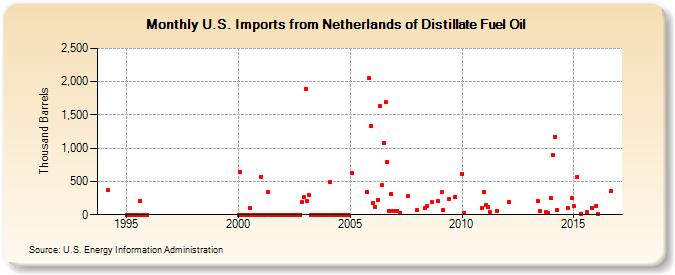 Monthly U.S. Imports from Netherlands of Distillate Fuel Oil
Thousand Barrels
2,500
2,000
1,500
1,000
500
0
1995 2000 2005 2010 2015
Source: U.S. Energy Information Administration